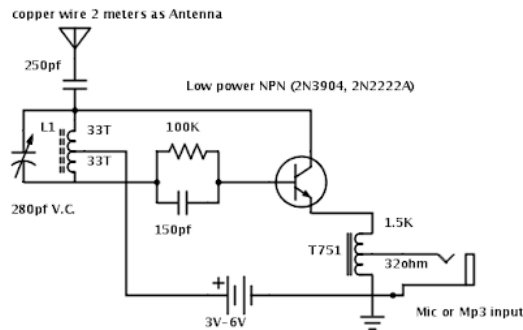 copper wire 2 meters as Antenna
250pf
Low power NPN (2N3904, 2N2222A)
L1
33T
100K
33T
280pf V.C.
150pf
1.5K
T751
32ohm
+
3V-6V
Mic or Mp3 input